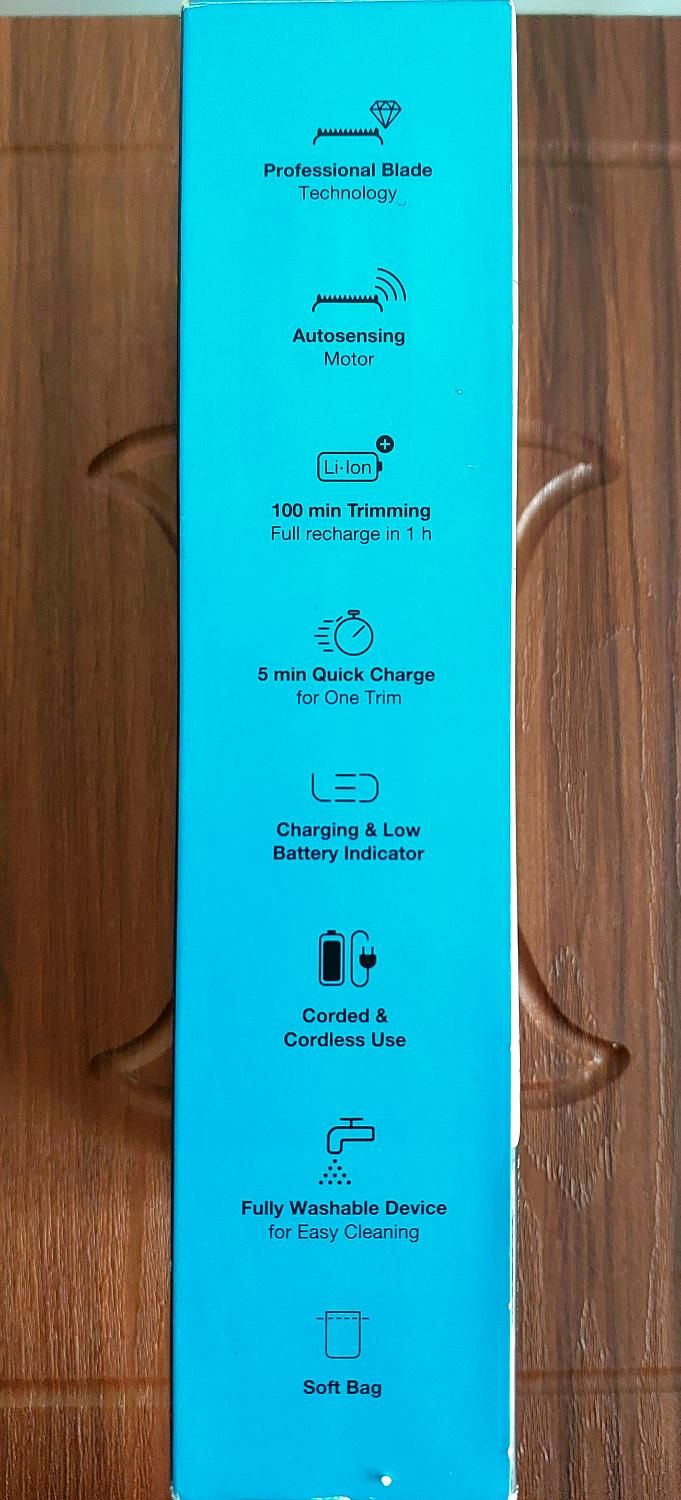 Professional Blade
Technology
Autosensing
Motor
Li-Ion
100 min Trimming
Full recharge in 1 h
5 min Quick Charge
for One Trim
LED
Charging & Low
Battery Indicator
Corded &
Cordless Use
Fully Washable Device
for Easy Cleaning
Soft Bag